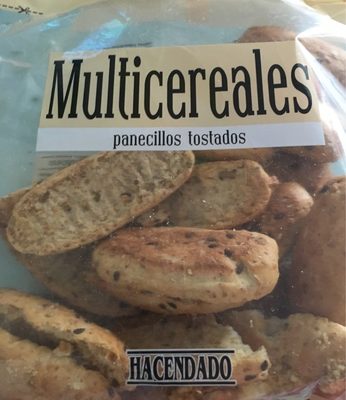 Multicereales
panecillos tostados
HACENDADO